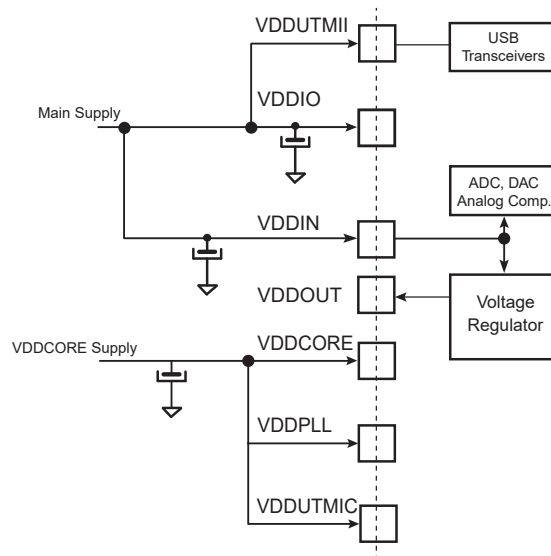 VDDUTMII
USB
Transceivers
VDDIO
Main Supply
ADC, DAC
Analog Comp.
VDDIN
VDDOUT
Voltage
Regulator
VDDCORE
VDDCORE Supply
VDDPLL
VDDUTMIC